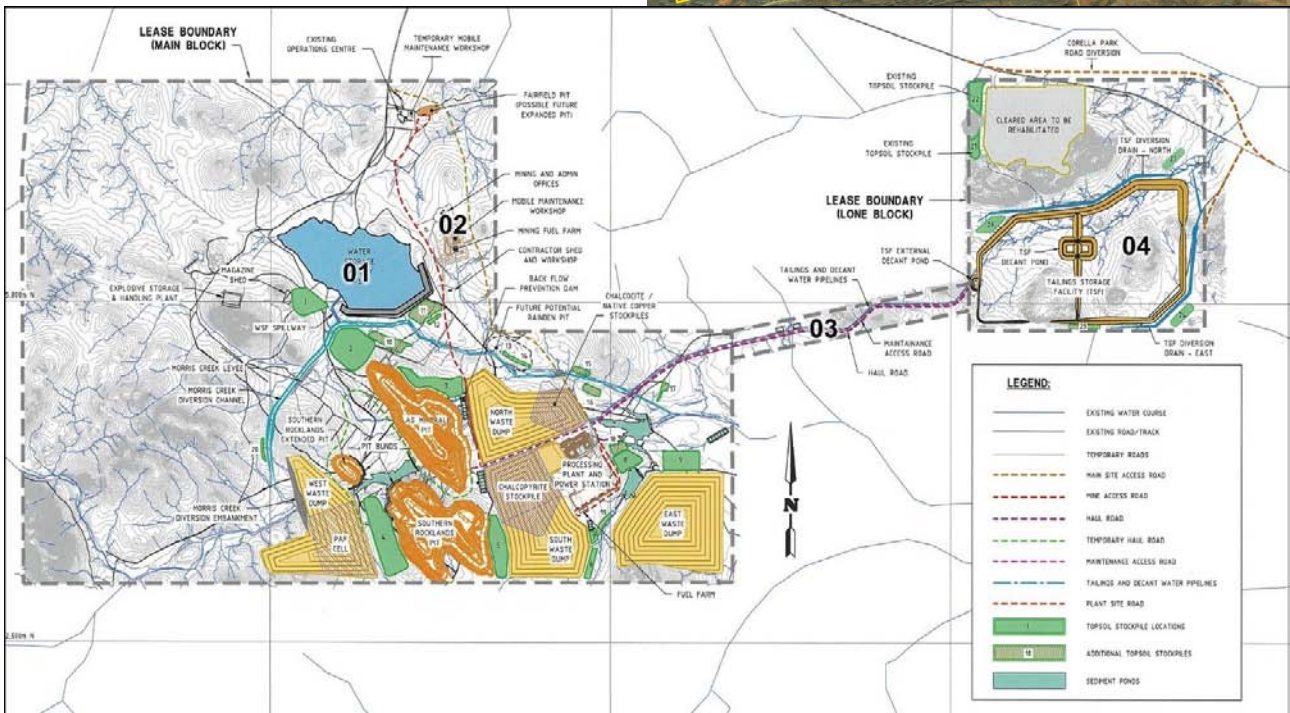 LEASE BOUNDARY
(MAIN BLOCK)
EXISTING
OPERATIONS CENTRE
TEMPORARY MOBILE
MAINTENANCE WORKSHOP
FAIRFIELD PIT
(POSSIBLE FUTURE
EXPANDED PIT)
MINING AND ADMIN
OFFICES
MOBILE MAINTENANCE
WORKSHOP
MINING FUEL FARM
CONTRACTOR SHED
AND WORKSHOP
BACK FLOW
PREVENTION DAM
FUTURE POTENTIAL
RAINDEN PIT
CHALCOCITE /
NATIVE COPPER
STOCKPILES
01
02
03
04
WATER
MAGAZINE
SHED
EXPLOSIVE STORAGE
& HANDLING PLANT
WSF SPILLWAY
MORRIS CREEK LEVEE
MORRIS CREEK
DIVERSION CHANNEL
SOUTHERN
ROCKLANDS
EXTENDED PIT
PIT BUNDS
LAS MINERAL
PIT
NORTH
WASTE
DUMP
PROCESSING
PLANT AND
POWER STATION
CHALCOPYRITE
STOCKPILE
WEST
WASTE
DUMP
PAF
CELL
MORRIS CREEK
DIVERSION EMBANKMENT
SOUTHERN
ROCKLANDS
PIT
SOUTH
WASTE
DUMP
EAST
WASTE
DUMP
FUEL FARM
TAILINGS AND DECANT
WATER PIPELINES
MAINTAINANCE
ACCESS ROAD
HAUL ROAD
N
CORELLA PARK
ROAD DIVERSION
EXISTING
TOPSOIL STOCKPILE
EXISTING
TOPSOIL STOCKPILE
CLEARED AREA TO BE
REHABILITATED
TSF DIVERSION
DRAIN - NORTH
LEASE BOUNDARY
(LONE BLOCK)
TSF EXTERNAL
DECANT POND
TSF
DECANT POND
TAILINGS STORAGE
FACILITY (TSF)
TSF DIVERSION
DRAIN - EAST
LEGEND:
EXISTING WATER COURSE
EXISTING ROAD/TRACK
TEMPORARY ROADS
MAIN SITE ACCESS ROAD
MINE ACCESS ROAD
HAUL ROAD
TEMPORARY HAUL ROAD
MAINTENANCE ACCESS ROAD
TAILINGS AND DECANT WATER PIPELINES
PLANT SITE ROAD
TOPSOIL STOCKPILE LOCATIONS
ADDITIONAL TOPSOIL STOCKPILES
SEDIMENT PONDS